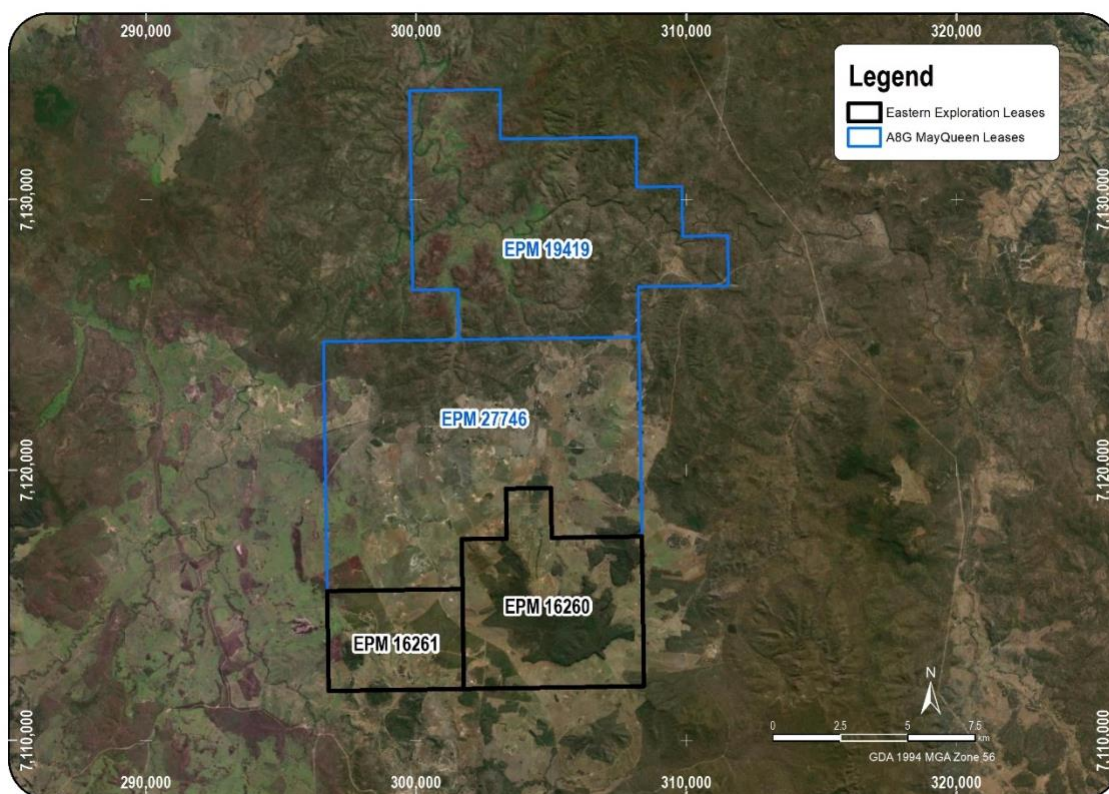 290,000
300,000
310,000
320,000
Legend
Eastern Exploration Leases
A8G MayQueen Leases
7,130,000
7,130,000
EPM 19419
EPM 27746
7,120,000
7,120,000
EPM 16260
EPM 16261
N
0
2.5
5
7.5
km
GDA 1994 MGA Zone 56
7,110,000
7,110,000
290,000
300,000
310,000
320,000